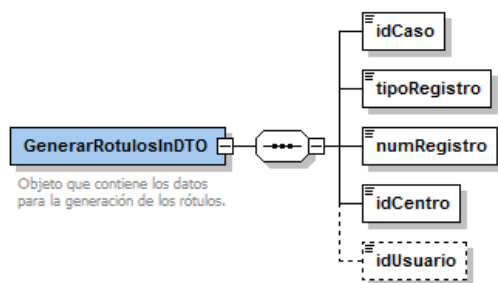 idCaso
tipoRegistro
GenerarRotulosInDTO
numRegistro
Objeto que contiene los datos
para la generación de los rótulos.
idCentro
idUsuario